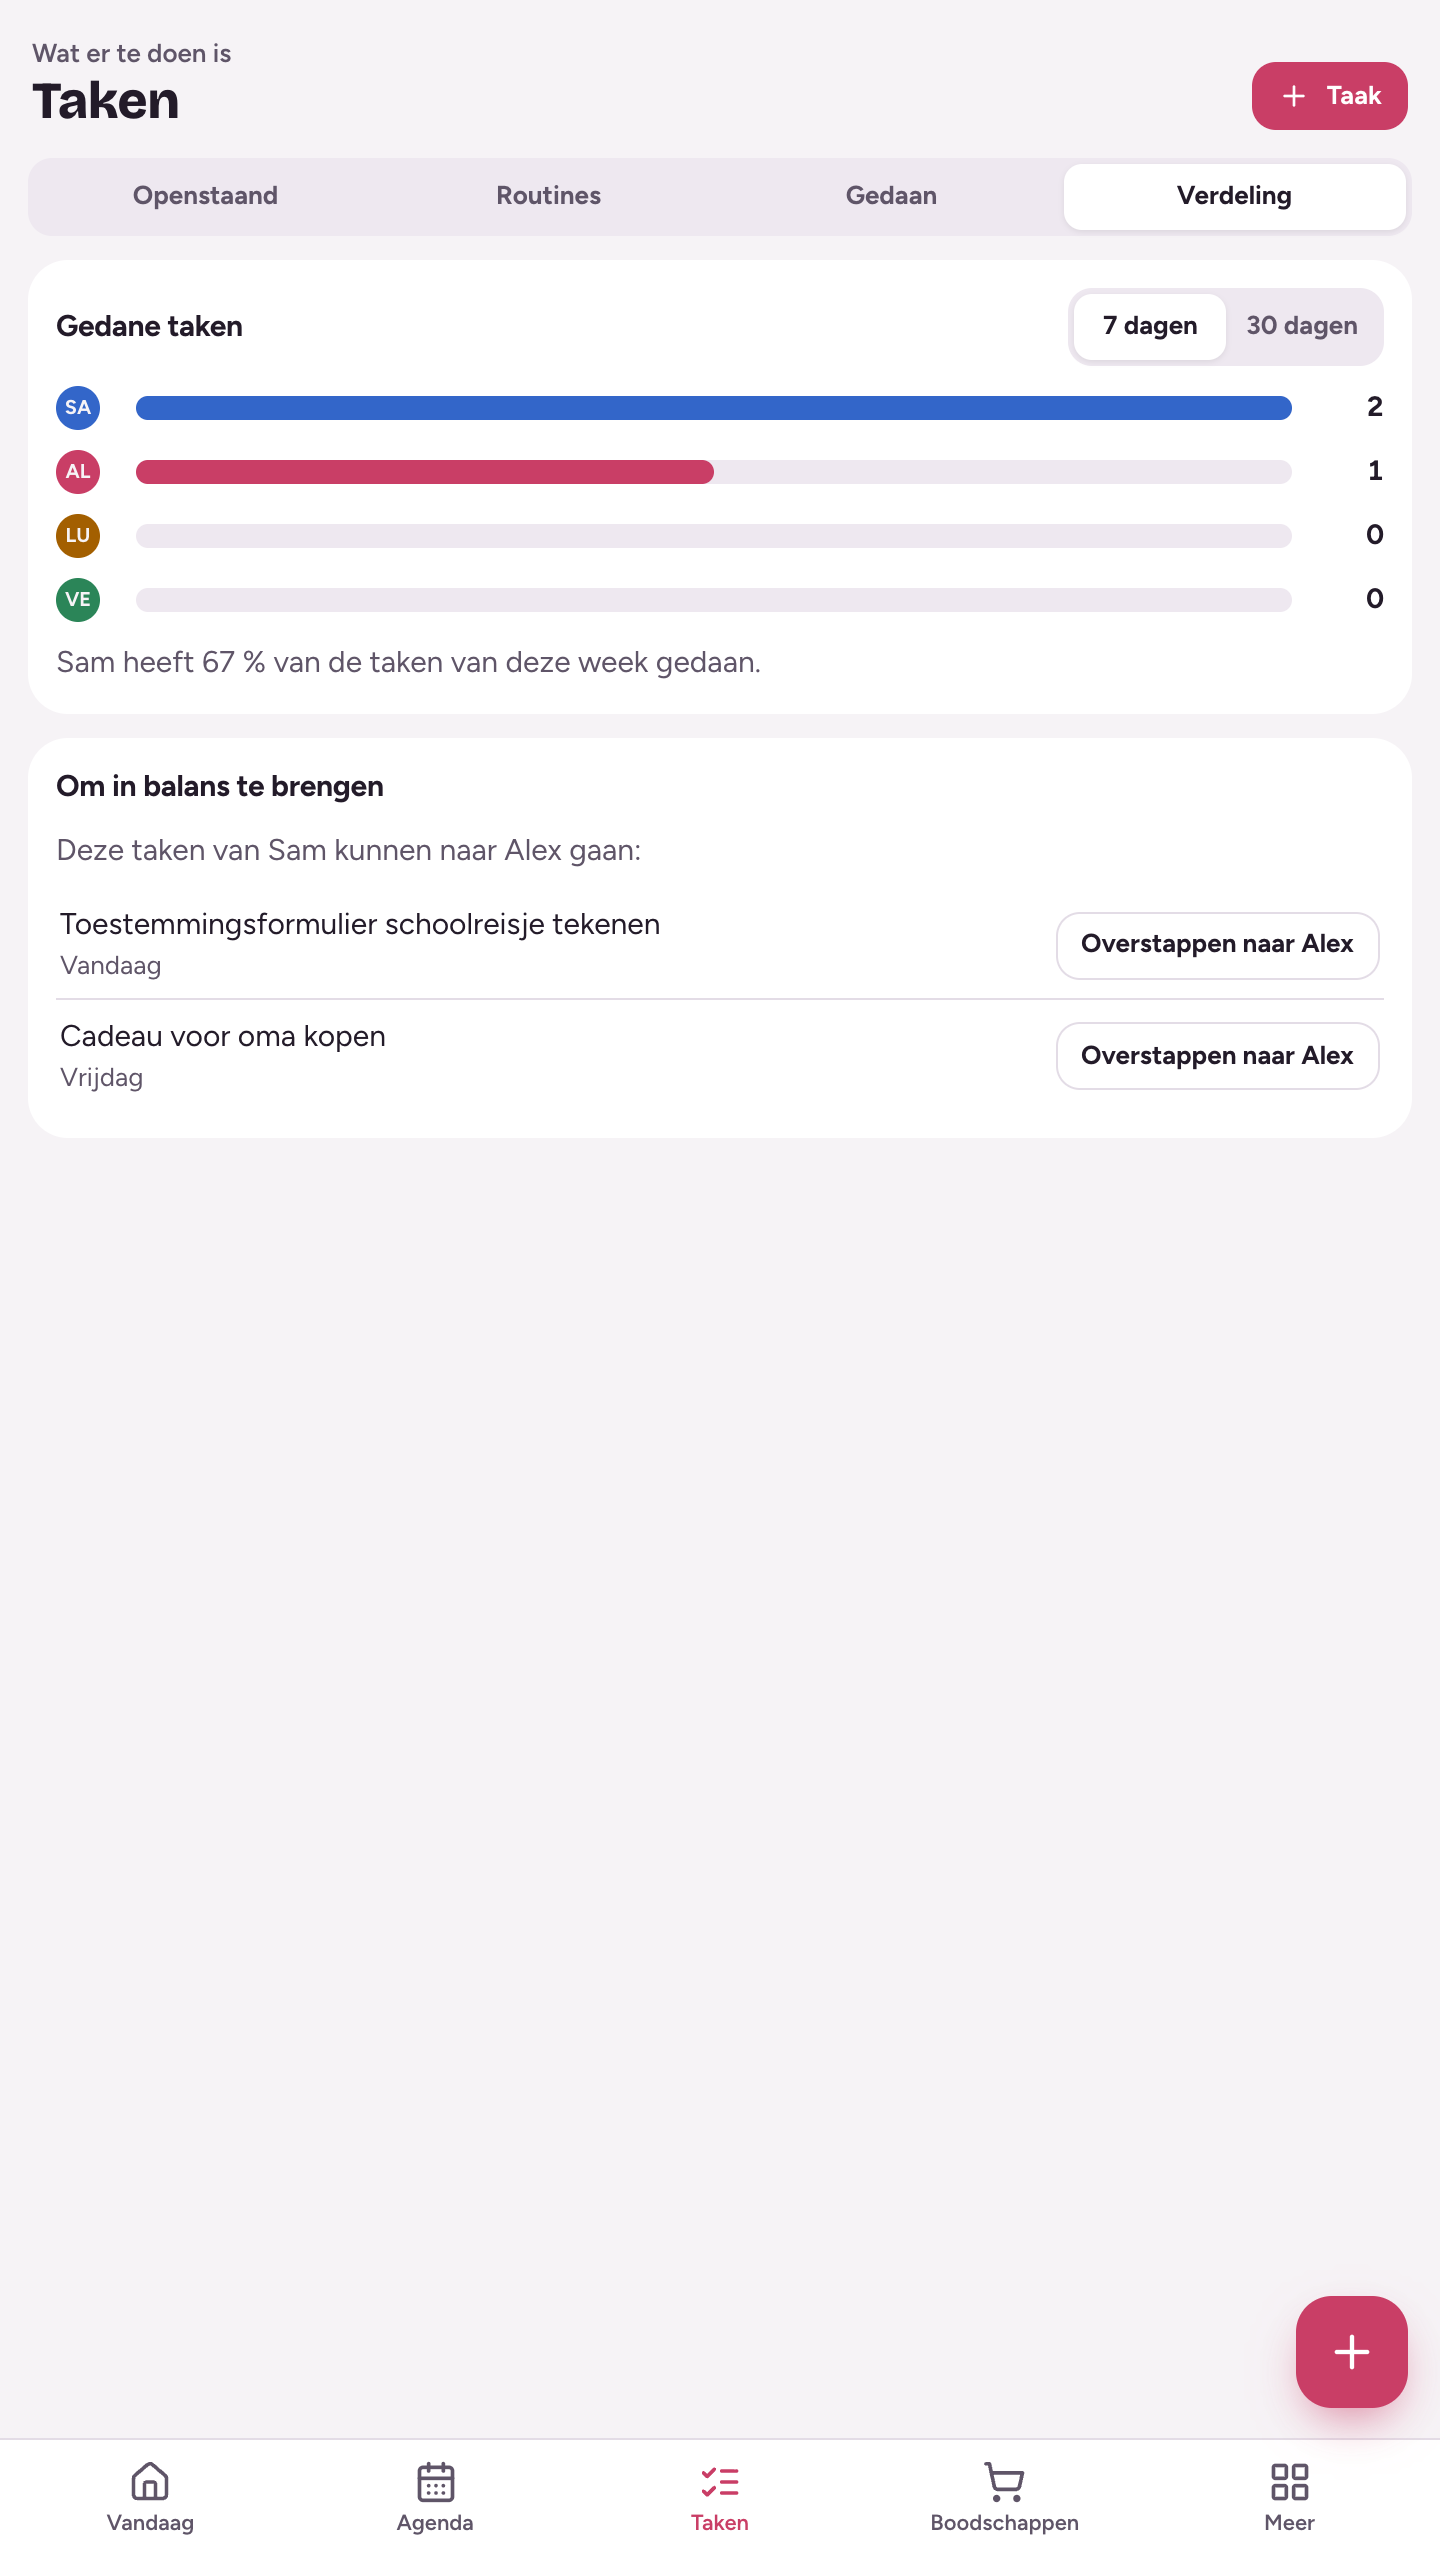 Wat er te doen is
Taken
Taak
Openstaand
Routines
Gedaan
Verdeling
Gedane taken
7 dagen
30 dagen
SA
2
AL
1
LU
0
VE
0
Sam heeft 67 % van de taken van deze week gedaan.
Om in balans te brengen
Deze taken van Sam kunnen naar Alex gaan:
Toestemmingsformulier schoolreisje tekenen
Vandaag
Overstappen naar Alex
Cadeau voor oma kopen
Vrijdag
Overstappen naar Alex
Vandaag
Agenda
Taken
Boodschappen
Meer